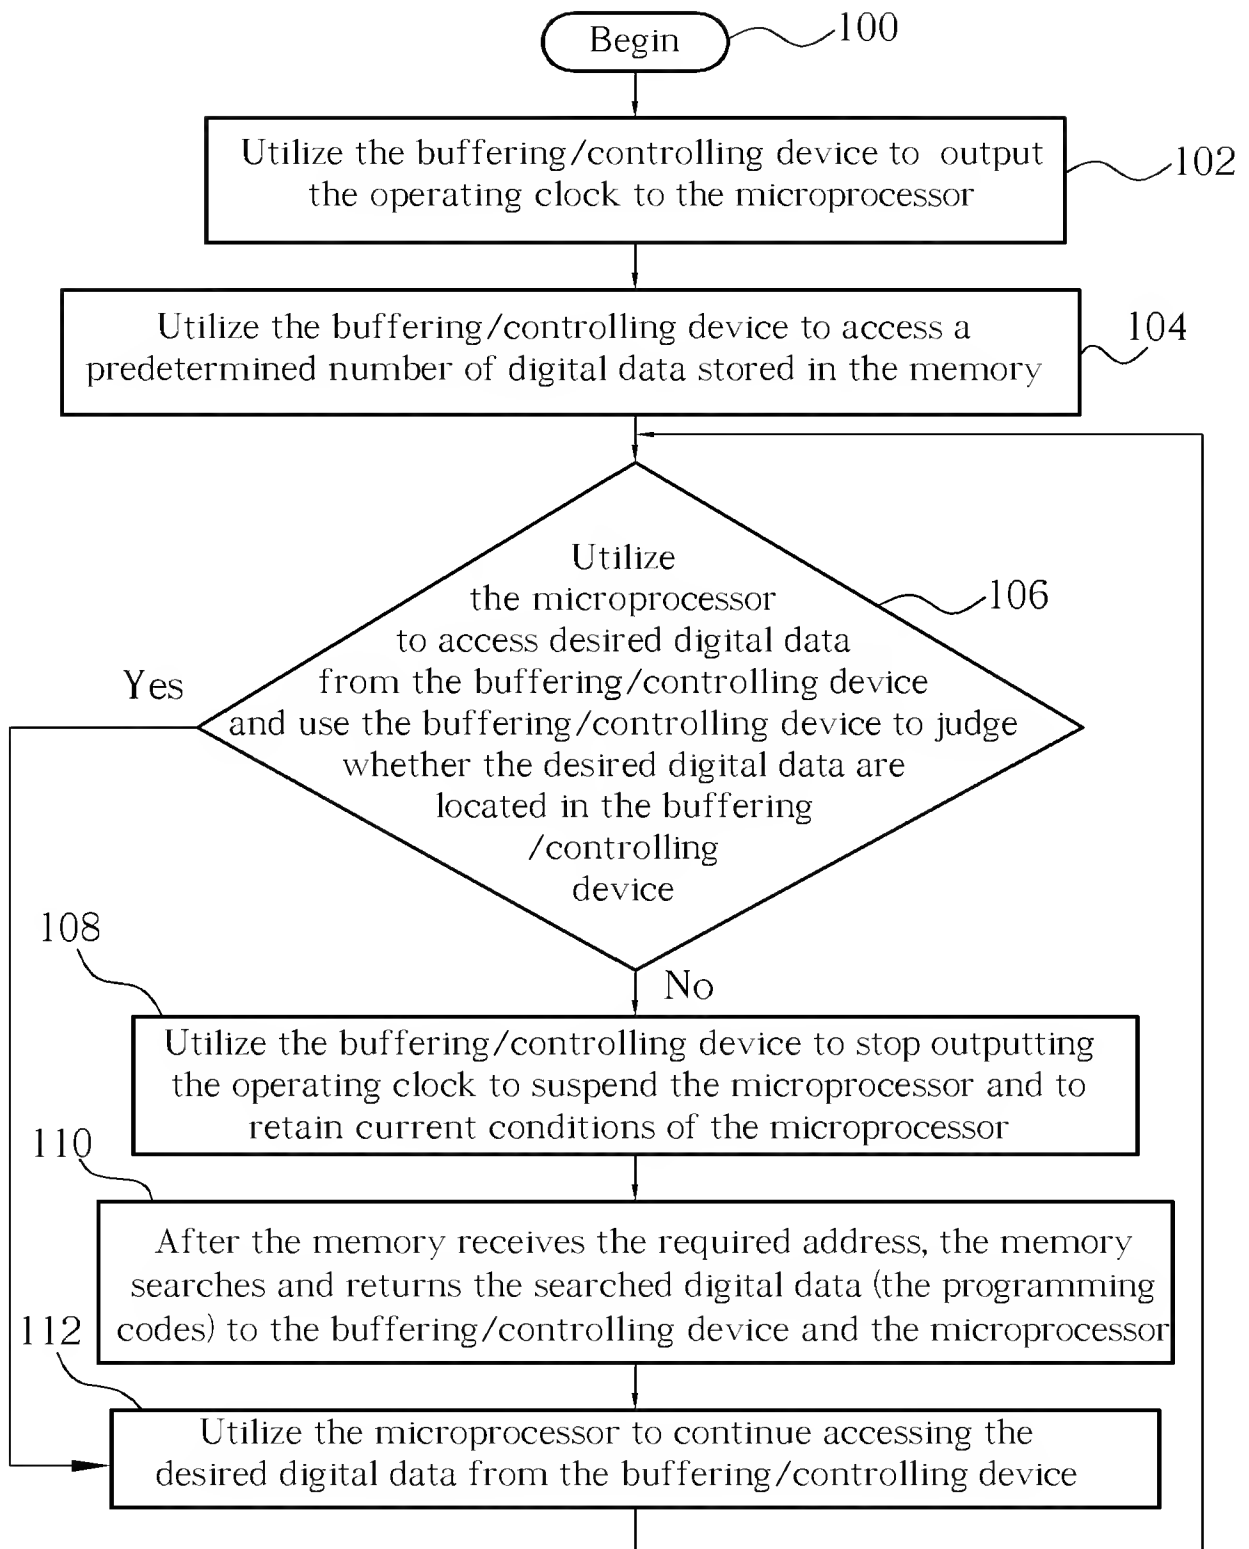 Begin
100
Utilize the buffering/controlling device to output
the operating clock to the microprocessor
102
Utilize the buffering/controlling device to access a
predetermined number of digital data stored in the memory
104
Utilize
the microprocessor
to access desired digital data
from the buffering/controlling device
and use the buffering/controlling device to judge
whether the desired digital data are
located in the buffering
/controlling
device
106
Yes
No
108
Utilize the buffering/controlling device to stop outputting
the operating clock to suspend the microprocessor and to
retain current conditions of the microprocessor
110
After the memory receives the required address, the memory
searches and returns the searched digital data (the programming
codes) to the buffering/controlling device and the microprocessor
112
Utilize the microprocessor to continue accessing the
desired digital data from the buffering/controlling device